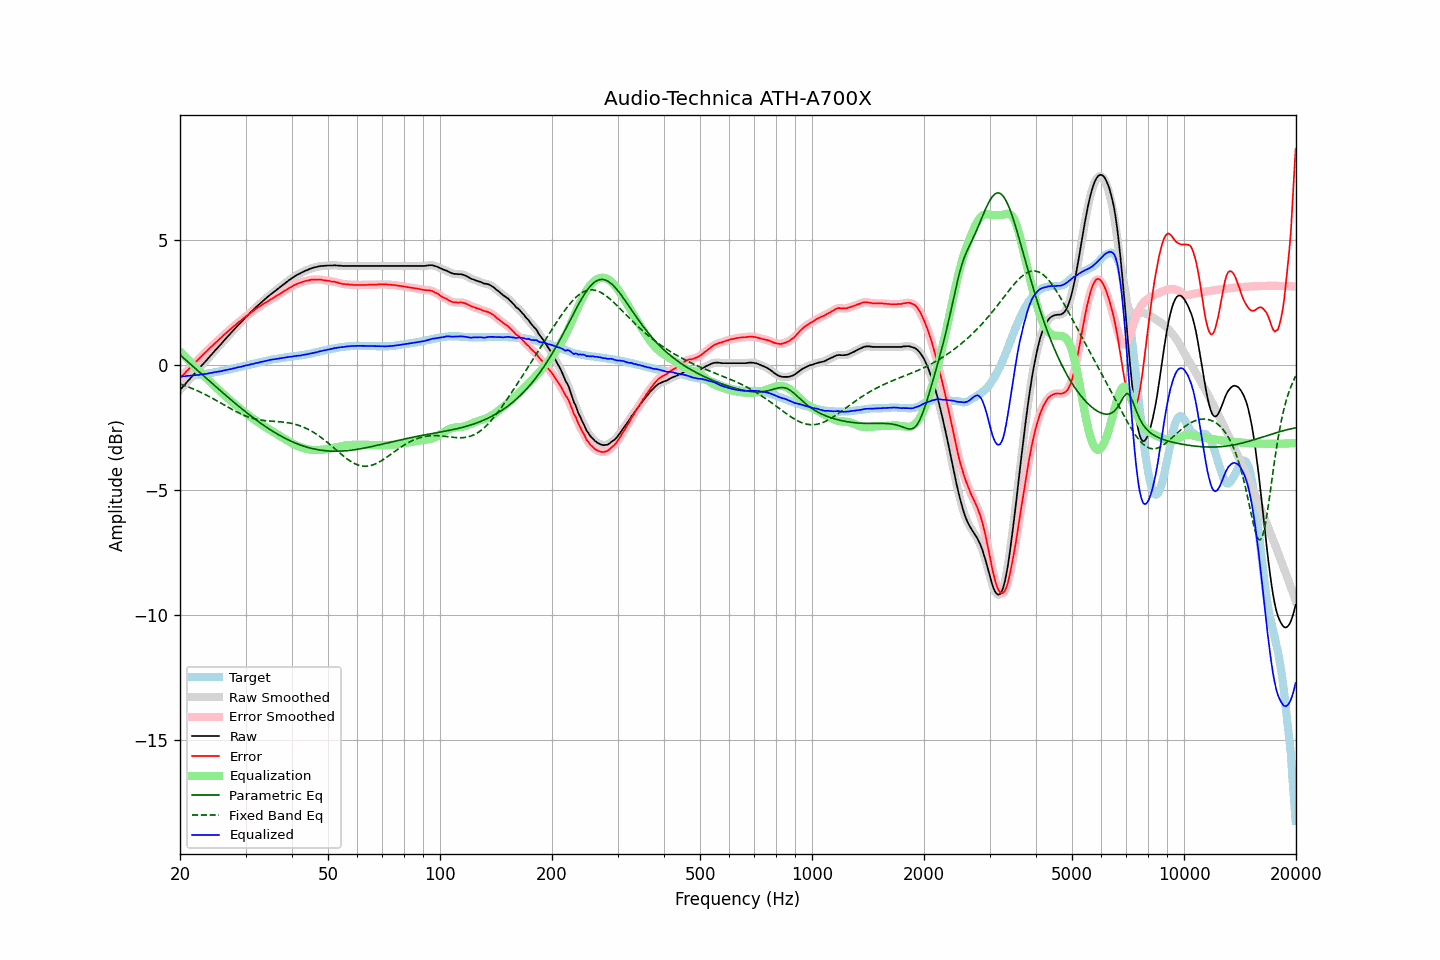 Audio-Technica ATH-A700X
Amplitude (dBr)
5
0
−5
−10
−15
Target
Raw Smoothed
Error Smoothed
Raw
Error
Equalization
Parametric Eq
Fixed Band Eq
Equalized
20 50 100 200 500 1000 2000 5000 10000 20000
Frequency (Hz)